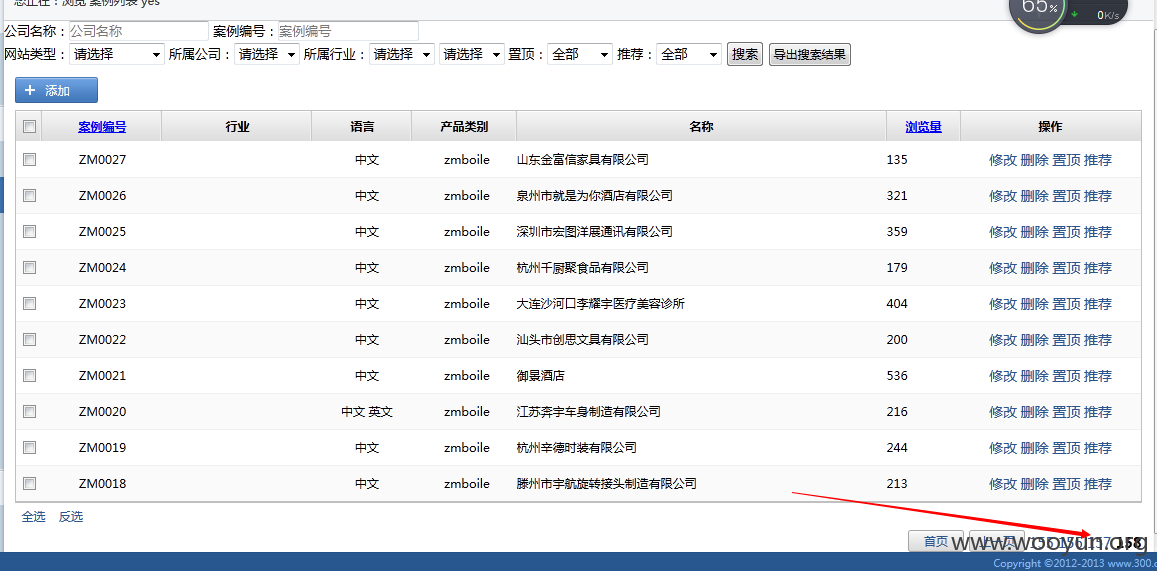 您正在：浏览 案例列表 yes
65%
0K/s
公司名称：公司名称 案例编号：案例编号
网站类型：请选择 所属公司：请选择 所属行业：请选择 请选择 置顶：全部 推荐：全部 搜索 导出搜索结果
+ 添加
案例编号 行业 语言 产品类别 名称 浏览量 操作
ZM0027 中文 zmboile 山东金富信家具有限公司 135 修改 删除 置顶 推荐
ZM0026 中文 zmboile 泉州市就是为你酒店有限公司 321 修改 删除 置顶 推荐
ZM0025 中文 zmboile 深圳市宏图洋展通讯有限公司 359 修改 删除 置顶 推荐
ZM0024 中文 zmboile 杭州千厨聚食品有限公司 179 修改 删除 置顶 推荐
ZM0023 中文 zmboile 大连沙河口李耀宇医疗美容诊所 404 修改 删除 置顶 推荐
ZM0022 中文 zmboile 汕头市创思文具有限公司 200 修改 删除 置顶 推荐
ZM0021 中文 zmboile 御景酒店 536 修改 删除 置顶 推荐
ZM0020 中文 英文 zmboile 江苏奔宇车身制造有限公司 216 修改 删除 置顶 推荐
ZM0019 中文 zmboile 杭州辛德时装有限公司 244 修改 删除 置顶 推荐
ZM0018 中文 zmboile 滕州市宇航旋转接头制造有限公司 213 修改 删除 置顶 推荐
全选 反选
首页 上一页 155 156 157 158
www.wooyun.org
Copyright ©2012-2013 www.300.c